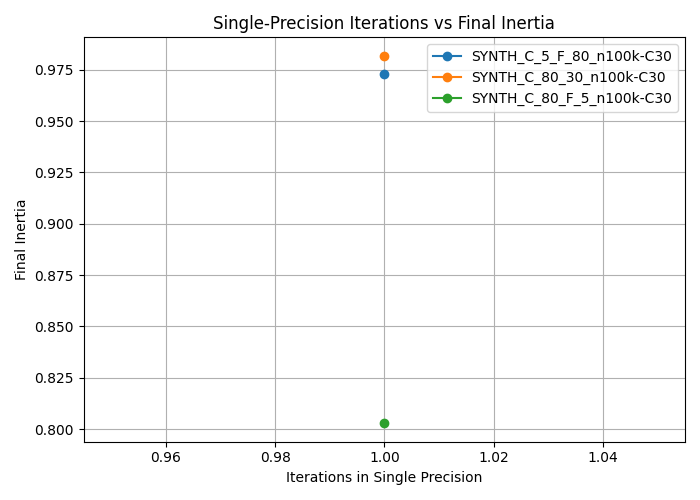 Single-Precision Iterations vs Final Inertia
SYNTH_C_5_F_80_n100k-C30
SYNTH_C_80_30_n100k-C30
SYNTH_C_80_F_5_n100k-C30
Final Inertia
0.975
0.950
0.925
0.900
0.875
0.850
0.825
0.800
0.96 0.98 1.00 1.02 1.04
Iterations in Single Precision